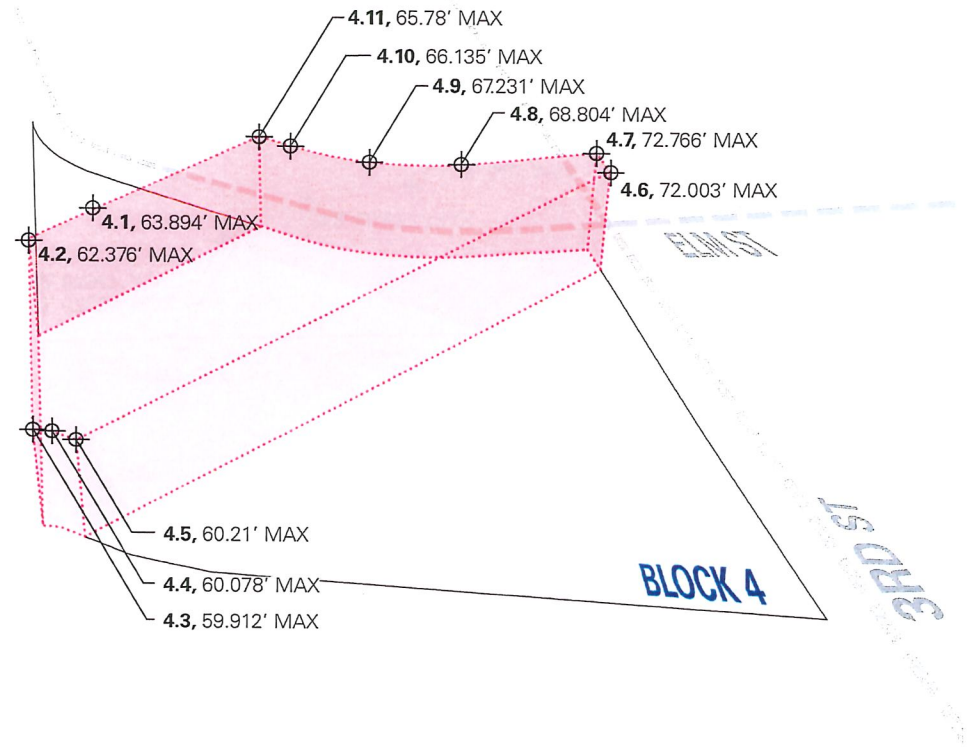 4.11, 65.78′ MAX
4.10, 66.135′ MAX
4.9, 67.231′ MAX
4.8, 68.804′ MAX
4.7, 72.766′ MAX
4.6, 72.003′ MAX
4.1, 63.894′ MAX
ELM ST
4.2, 62.376′ MAX
4.5, 60.21′ MAX
3RD ST
4.4, 60.078′ MAX
BLOCK 4
4.3, 59.912′ MAX